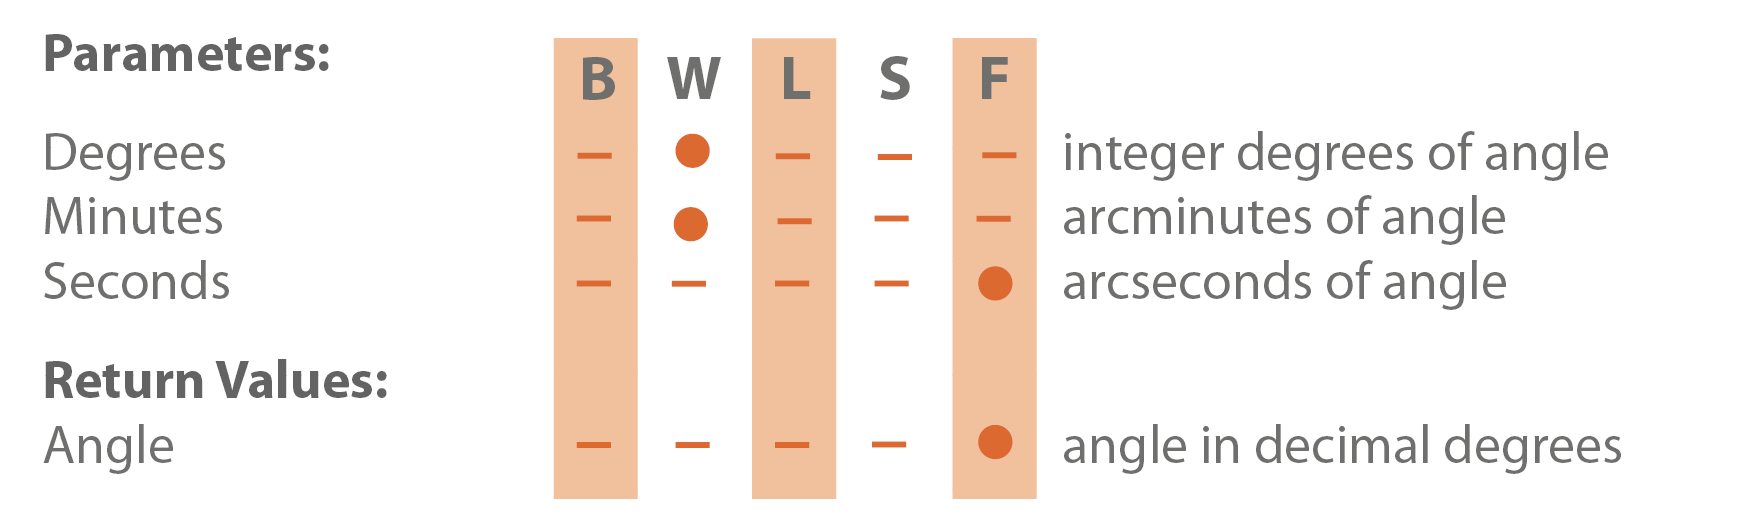 Parameters: B W L S F
Degrees – ● – – – integer degrees of angle
Minutes – ● – – – arcminutes of angle
Seconds – – – – ● arcseconds of angle
Return Values:
Angle – – – – ● angle in decimal degrees